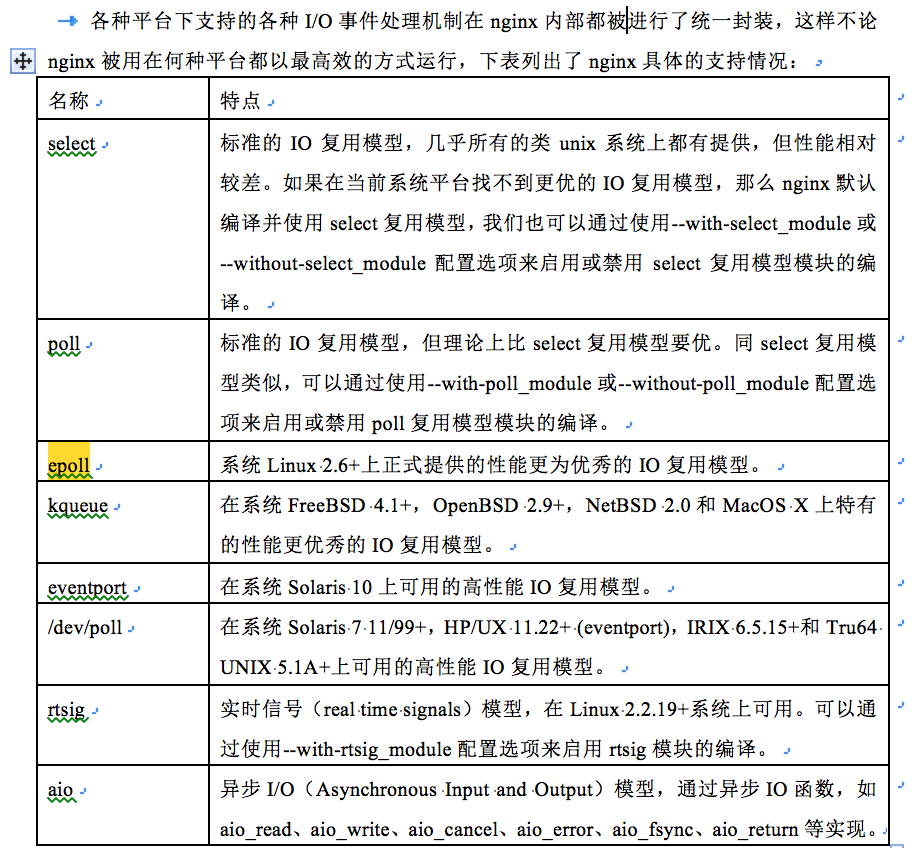 各种平台下支持的各种 I/O 事件处理机制在 nginx 内部都被进行了统一封装，这样不论
nginx 被用在何种平台都以最高效的方式运行，下表列出了 nginx 具体的支持情况：
名称
特点
select
标准的 IO 复用模型，几乎所有的类 unix 系统上都有提供，但性能相对
较差。如果在当前系统平台找不到更优的 IO 复用模型，那么 nginx 默认
编译并使用 select 复用模型，我们也可以通过使用--with-select_module 或
--without-select_module 配置选项来启用或禁用 select 复用模型模块的编
译。
poll
标准的 IO 复用模型，但理论上比 select 复用模型要优。同 select 复用模
型类似，可以通过使用--with-poll_module 或--without-poll_module 配置选
项来启用或禁用 poll 复用模型模块的编译。
epoll
系统 Linux 2.6+上正式提供的性能更为优秀的 IO 复用模型。
kqueue
在系统 FreeBSD 4.1+，OpenBSD 2.9+，NetBSD 2.0 和 MacOS X 上特有
的性能更优秀的 IO 复用模型。
eventport
在系统 Solaris 10 上可用的高性能 IO 复用模型。
/dev/poll
在系统 Solaris 7 11/99+，HP/UX 11.22+ (eventport)，IRIX 6.5.15+和 Tru64
UNIX 5.1A+上可用的高性能 IO 复用模型。
rtsig
实时信号（real time signals）模型，在 Linux 2.2.19+系统上可用。可以通
过使用--with-rtsig_module 配置选项来启用 rtsig 模块的编译。
aio
异步 I/O（Asynchronous Input and Output）模型，通过异步 IO 函数，如
aio_read、aio_write、aio_cancel、aio_error、aio_fsync、aio_return 等实现。